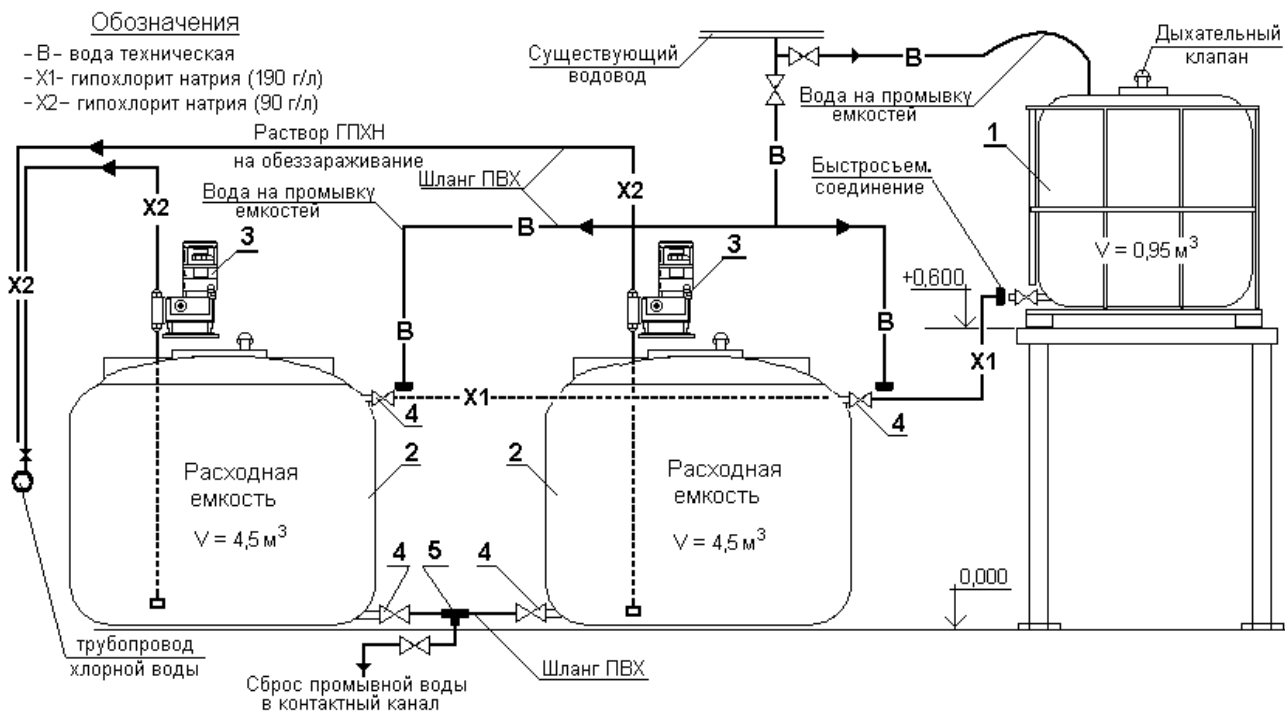 Обозначения
-В- вода техническая
-Х1- гипохлорит натрия (190 г/л)
-Х2- гипохлорит натрия (90 г/л)
Существующий
водовод
В
Дыхательный
клапан
Вода на промывку
емкостей
Раствор ГПХН
на обеззараживание
Шланг ПВХ
Вода на промывку
емкостей
В
1
Быстросъем.
соединение
Х2
Х2
Х2
В
3
3
V = 0,95 м³
+0,600
В
В
Х1
Х1
4
4
2
2
Расходная
емкость
V = 4,5 м³
Расходная
емкость
V = 4,5 м³
4
5
4
0,000
трубопровод
хлорной воды
Шланг ПВХ
Сброс промывной воды
в контактный канал